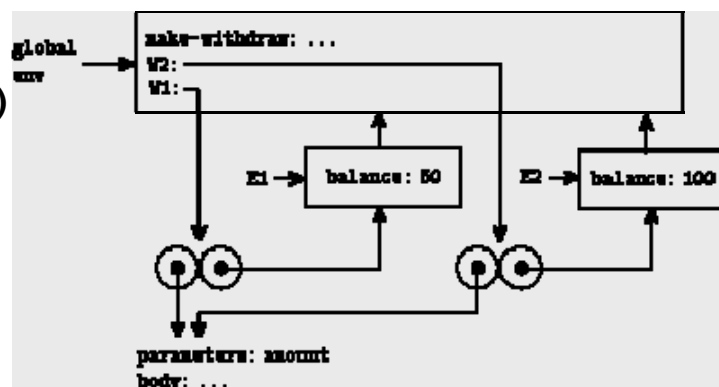 make-withdraw: ...
global
env
W2:
W1:
E1
balance: 50
E2
balance: 100
parameters: amount
body: ...
)